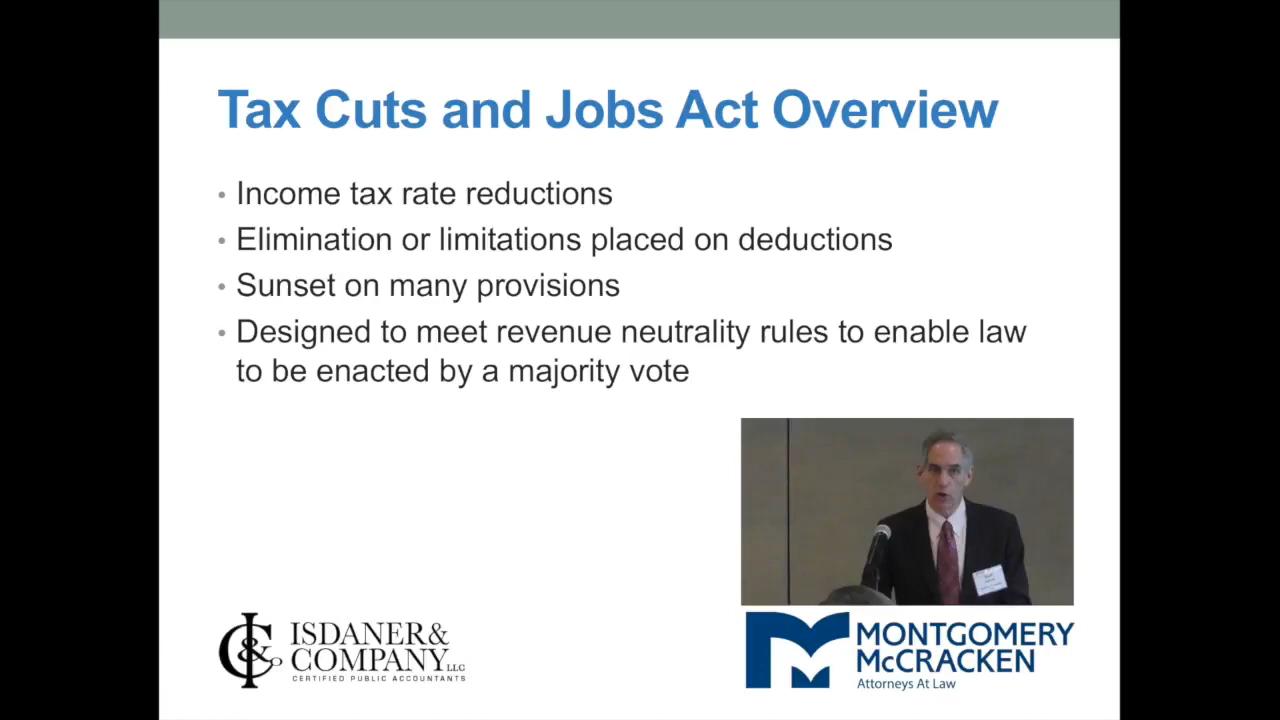 Tax Cuts and Jobs Act Overview
• Income tax rate reductions
• Elimination or limitations placed on deductions
• Sunset on many provisions
• Designed to meet revenue neutrality rules to enable law
to be enacted by a majority vote
ISDANER&
COMPANY LLC
CERTIFIED PUBLIC ACCOUNTANTS
MONTGOMERY
McCRACKEN
Attorneys At Law